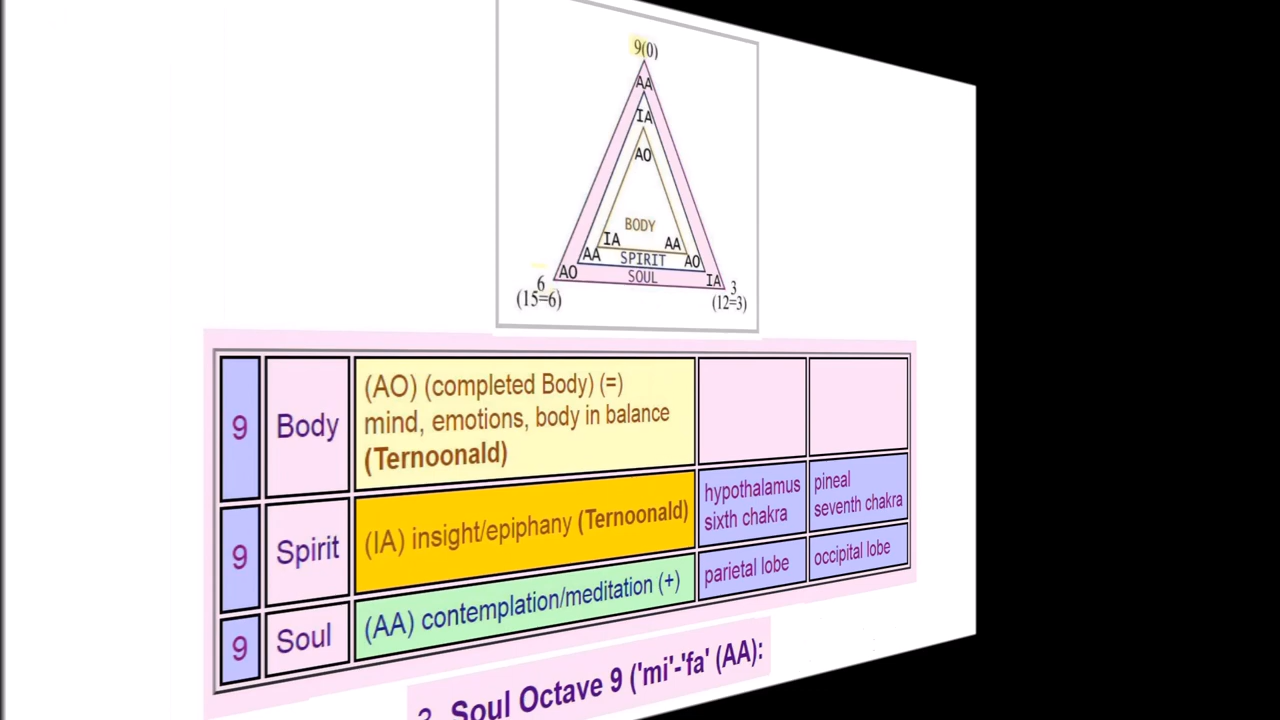 9(0)
AA
IA
AO
BODY
IA AA
AA SPIRIT AO
AO SOUL IA
6 3
(15=6) (12=3)
9 Body (AO) (completed Body) (=)
mind, emotions, body in balance
(Ternoonald)
9 Spirit (IA) insight/epiphany (Ternoonald) hypothalamus
sixth chakra
pineal
seventh chakra
9 Soul (AA) contemplation/meditation (+) parietal lobe occipital lobe
Soul Octave 9 ('mi'-'fa' (AA):